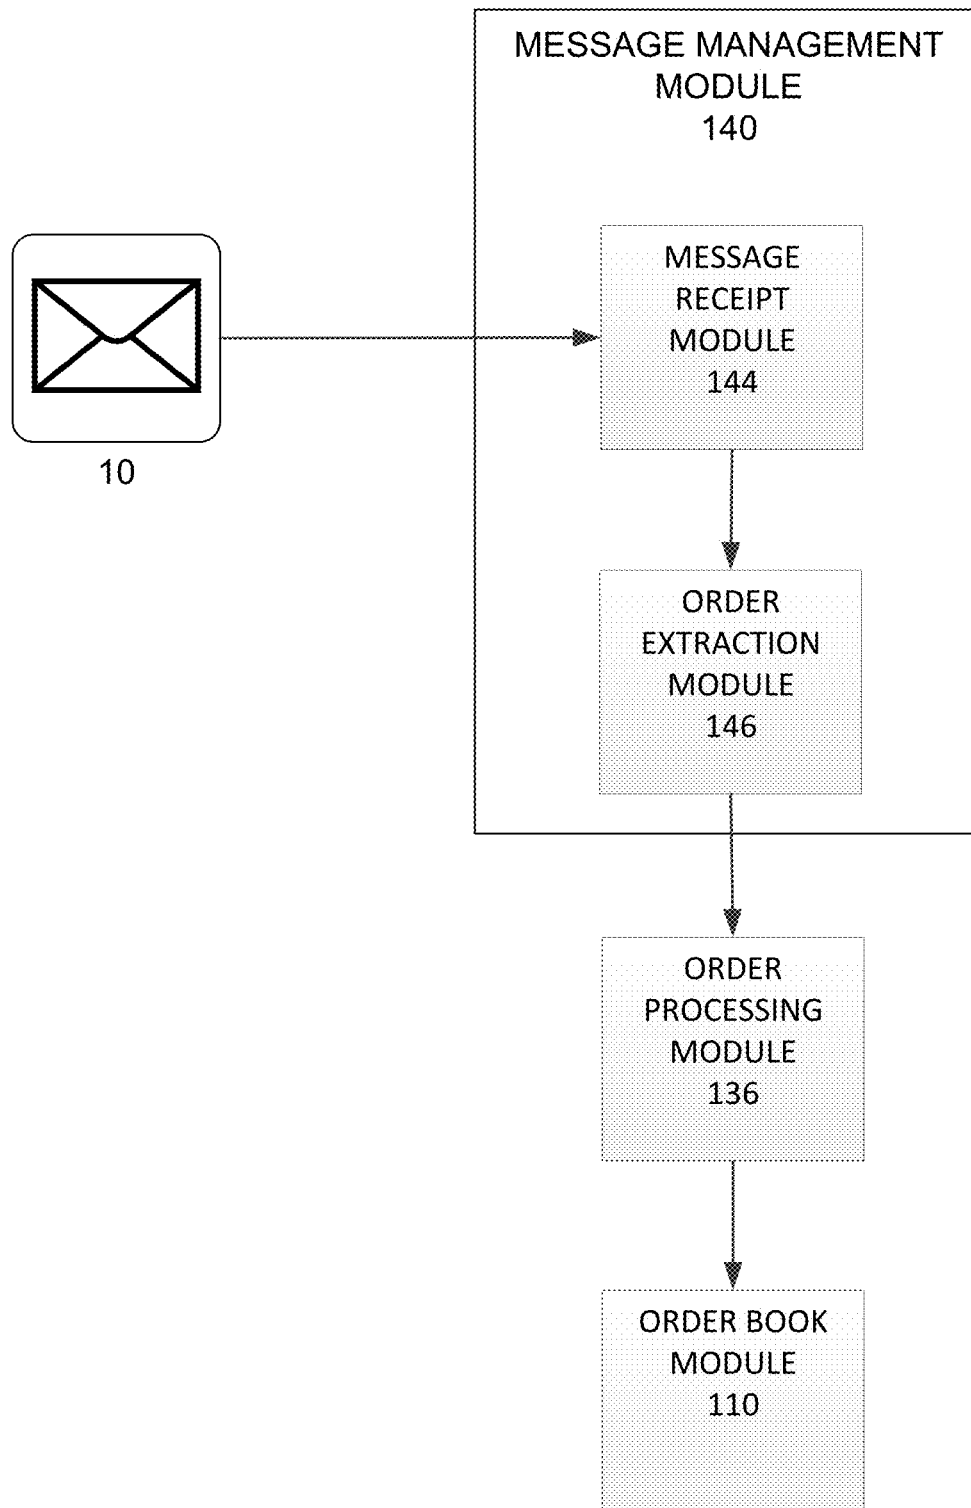 MESSAGE MANAGEMENT
MODULE
140
MESSAGE
RECEIPT
MODULE
144
10
ORDER
EXTRACTION
MODULE
146
ORDER
PROCESSING
MODULE
136
ORDER BOOK
MODULE
110